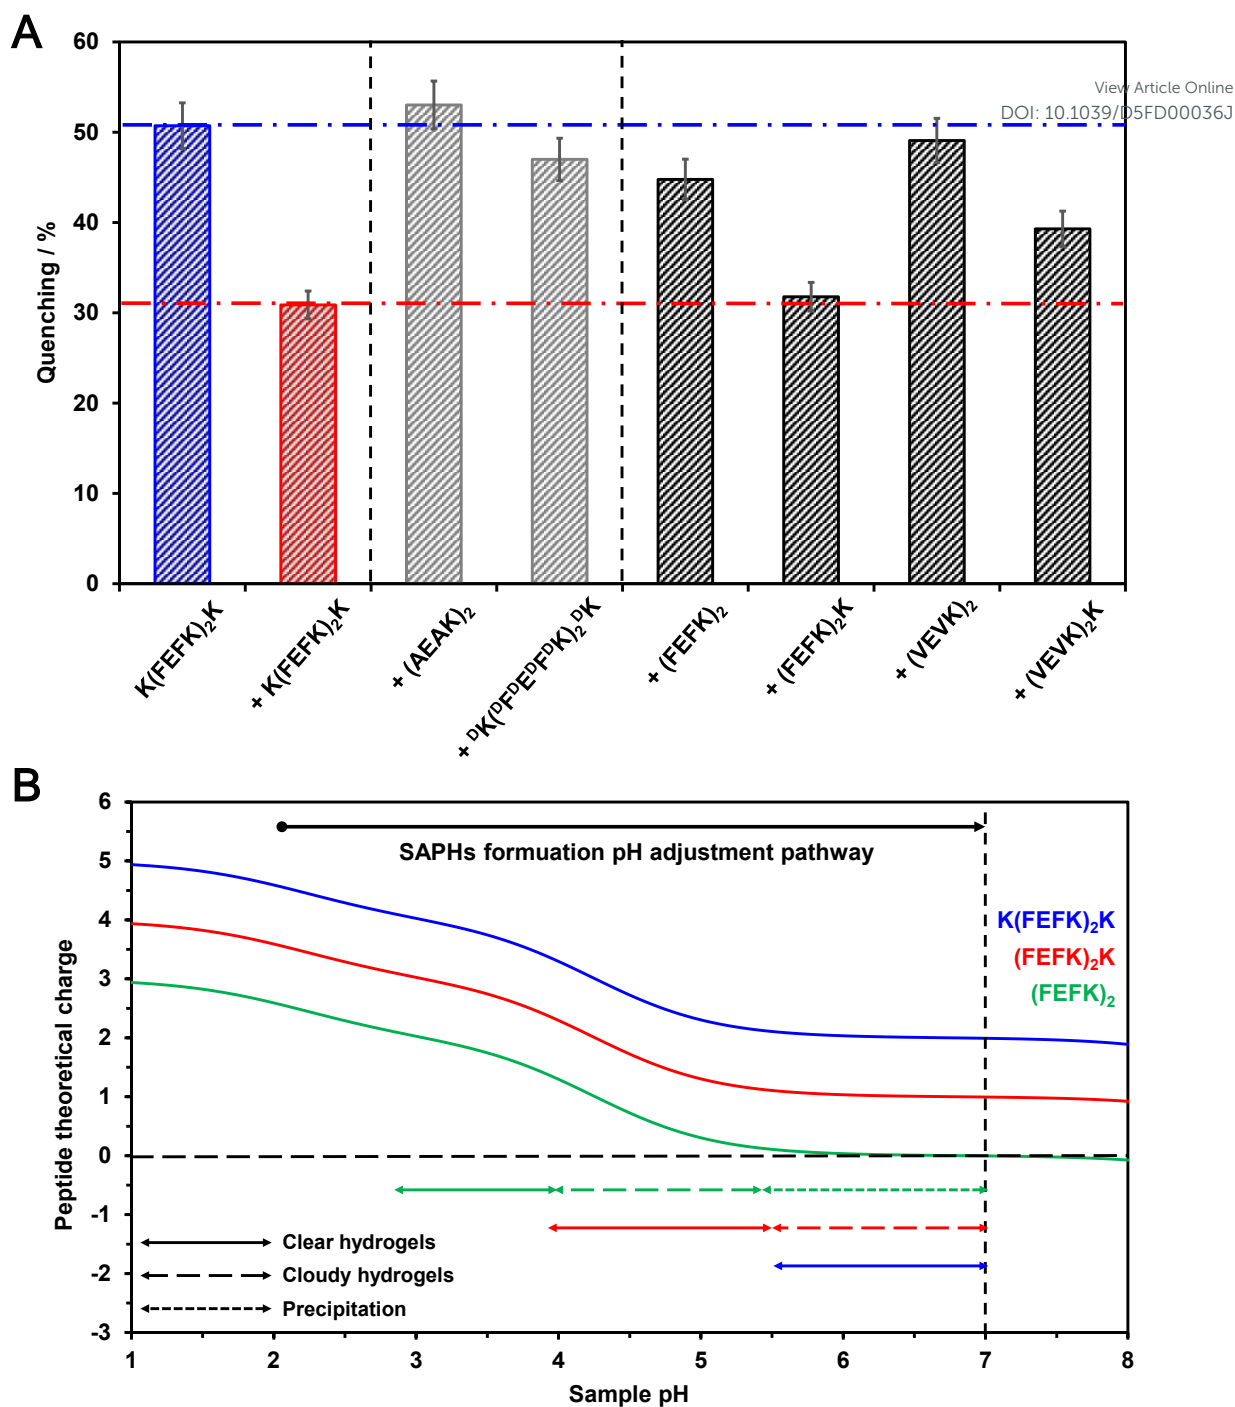 A
60
50
40
30
20
10
0
Quenching / %
View Article Online
DOI: 10.1039/D5FD00036J
K(FEFK)₂K
+ K(FEFK)₂K
+ (AEAK)₂
+ ᴰK(ᴰFᴰEᴰFᴰK)₂ᴰK
+ (FEFK)₂
+ (FEFK)₂K
+ (VEVK)₂
+ (VEVK)₂K
B
6
5
4
3
2
1
0
-1
-2
-3
Peptide theoretical charge
SAPHs formuation pH adjustment pathway
K(FEFK)₂K
(FEFK)₂K
(FEFK)₂
Clear hydrogels
Cloudy hydrogels
Precipitation
1 2 3 4 5 6 7 8
Sample pH